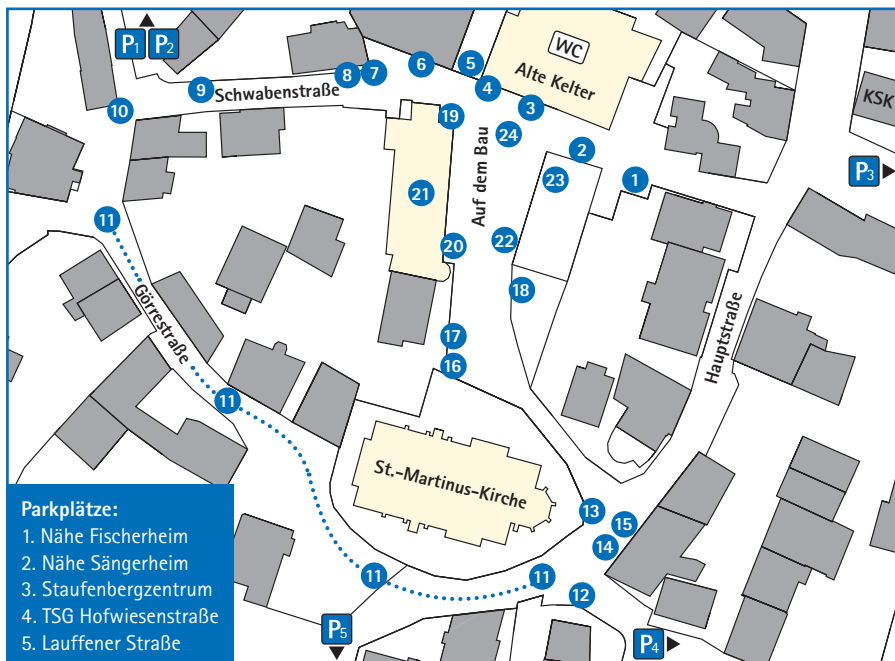 P1 P2
WC
Alte Kelter
KSK
6
5
8
7
4
9
Schwabenstraße
3
10
19
24
2
P3
1
23
21
Auf dem Bau
11
20
22
18
Görrestraße
17
Hauptstraße
16
11
St.-Martinus-Kirche
13
15
14
11
11
12
P5
P4
Parkplätze:
1. Nähe Fischerheim
2. Nähe Sängerheim
3. Staufenbergzentrum
4. TSG Hofwiesenstraße
5. Lauffener Straße